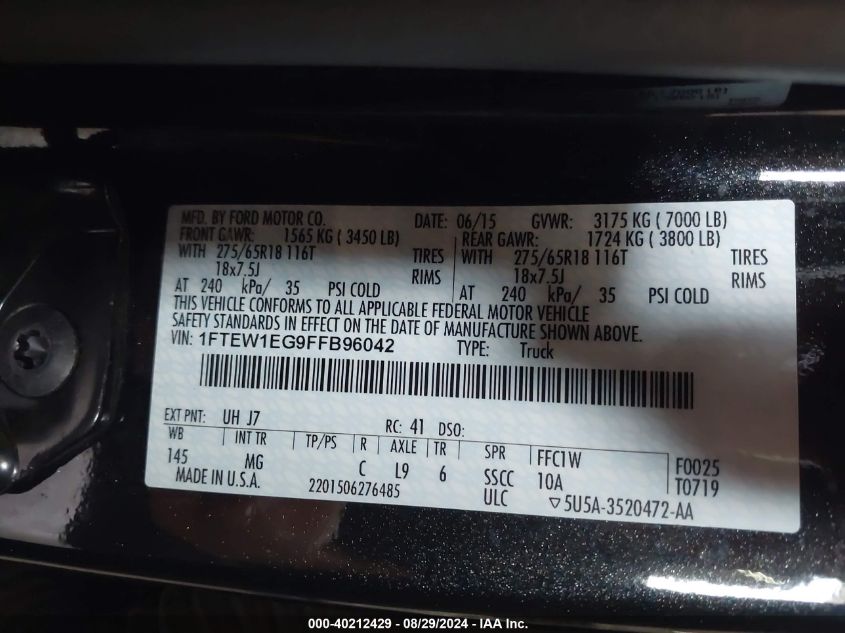 MFD. BY FORD MOTOR CO. DATE: 06/15 GVWR: 3175 KG ( 7000 LB)
FRONT GAWR: 1565 KG ( 3450 LB) REAR GAWR: 1724 KG ( 3800 LB)
WITH 275/65R18 116T TIRES WITH 275/65R18 116T TIRES
18x7.5J RIMS 18x7.5J RIMS
AT 240 kPa/ 35 PSI COLD AT 240 kPa/ 35 PSI COLD
THIS VEHICLE CONFORMS TO ALL APPLICABLE FEDERAL MOTOR VEHICLE
SAFETY STANDARDS IN EFFECT ON THE DATE OF MANUFACTURE SHOWN ABOVE.
VIN: 1FTEW1EG9FFB96042 TYPE: Truck
EXT PNT: UH J7 RC: 41 DSO:
WB INT TR TP/PS R AXLE TR SPR FFC1W F0025
145 MG C L9 6 SSCC 10A T0719
MADE IN U.S.A. 2201506276485 ULC ▽5U5A-3520472-AA
000-40212429 - 08/29/2024 - IAA Inc.